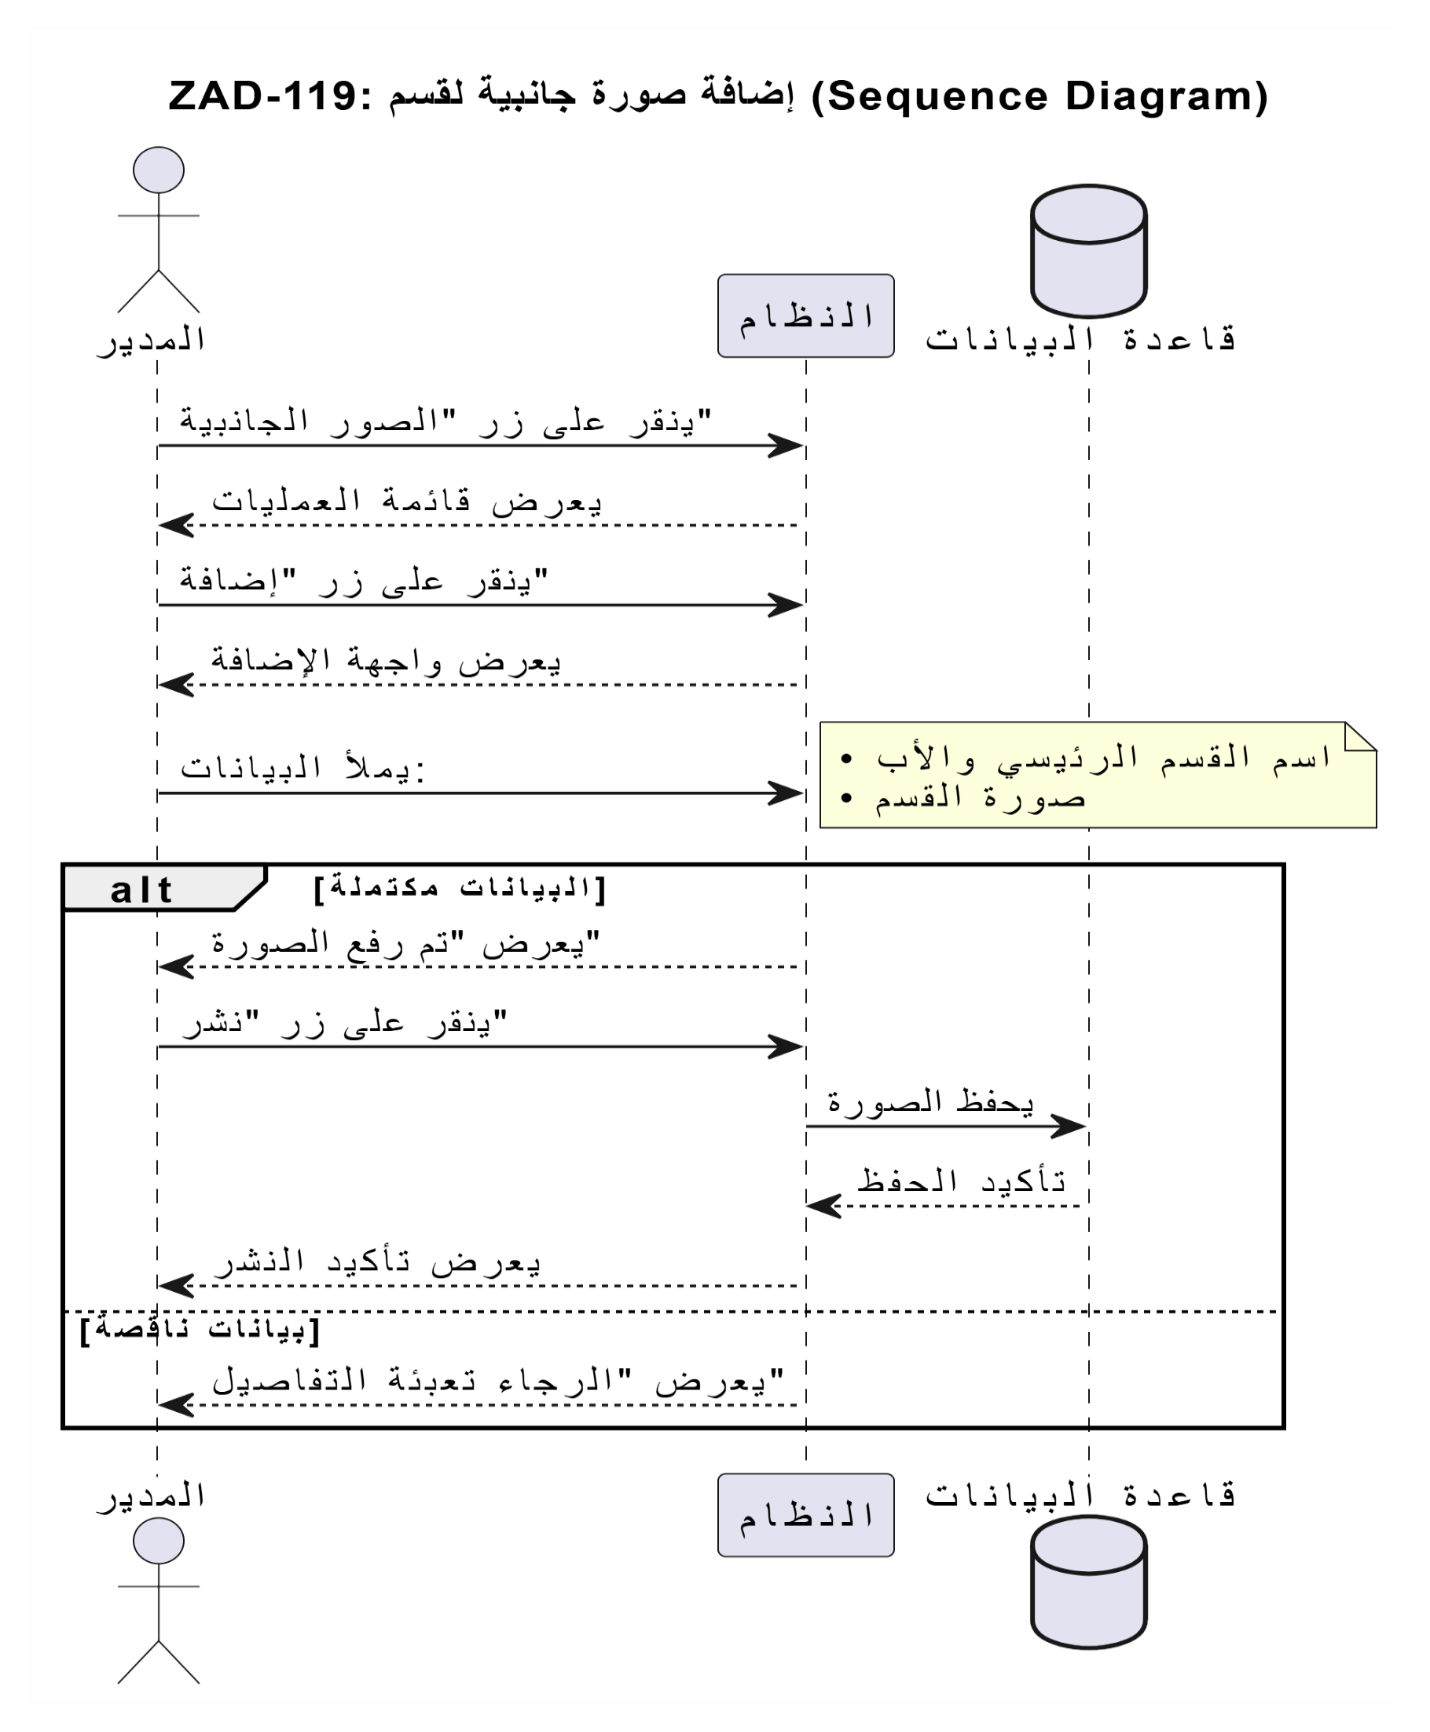 ZAD-119: إضافة صورة جانبية لقسم (Sequence Diagram)
المدير
النظام
قاعدة البيانات
ينقر على زر "الصور الجانبية"
يعرض قائمة العمليات
ينقر على زر "إضافة"
يعرض واجهة الإضافة
يملأ البيانات:
• اسم القسم الرئيسي والأب
• صورة القسم
alt
[البيانات مكتملة]
يعرض "تم رفع الصورة"
ينقر على زر "نشر"
يحفظ الصورة
تأكيد الحفظ
يعرض تأكيد النشر
[بيانات ناقصة]
يعرض "الرجاء تعبئة التفاصيل"
المدير
النظام
قاعدة البيانات